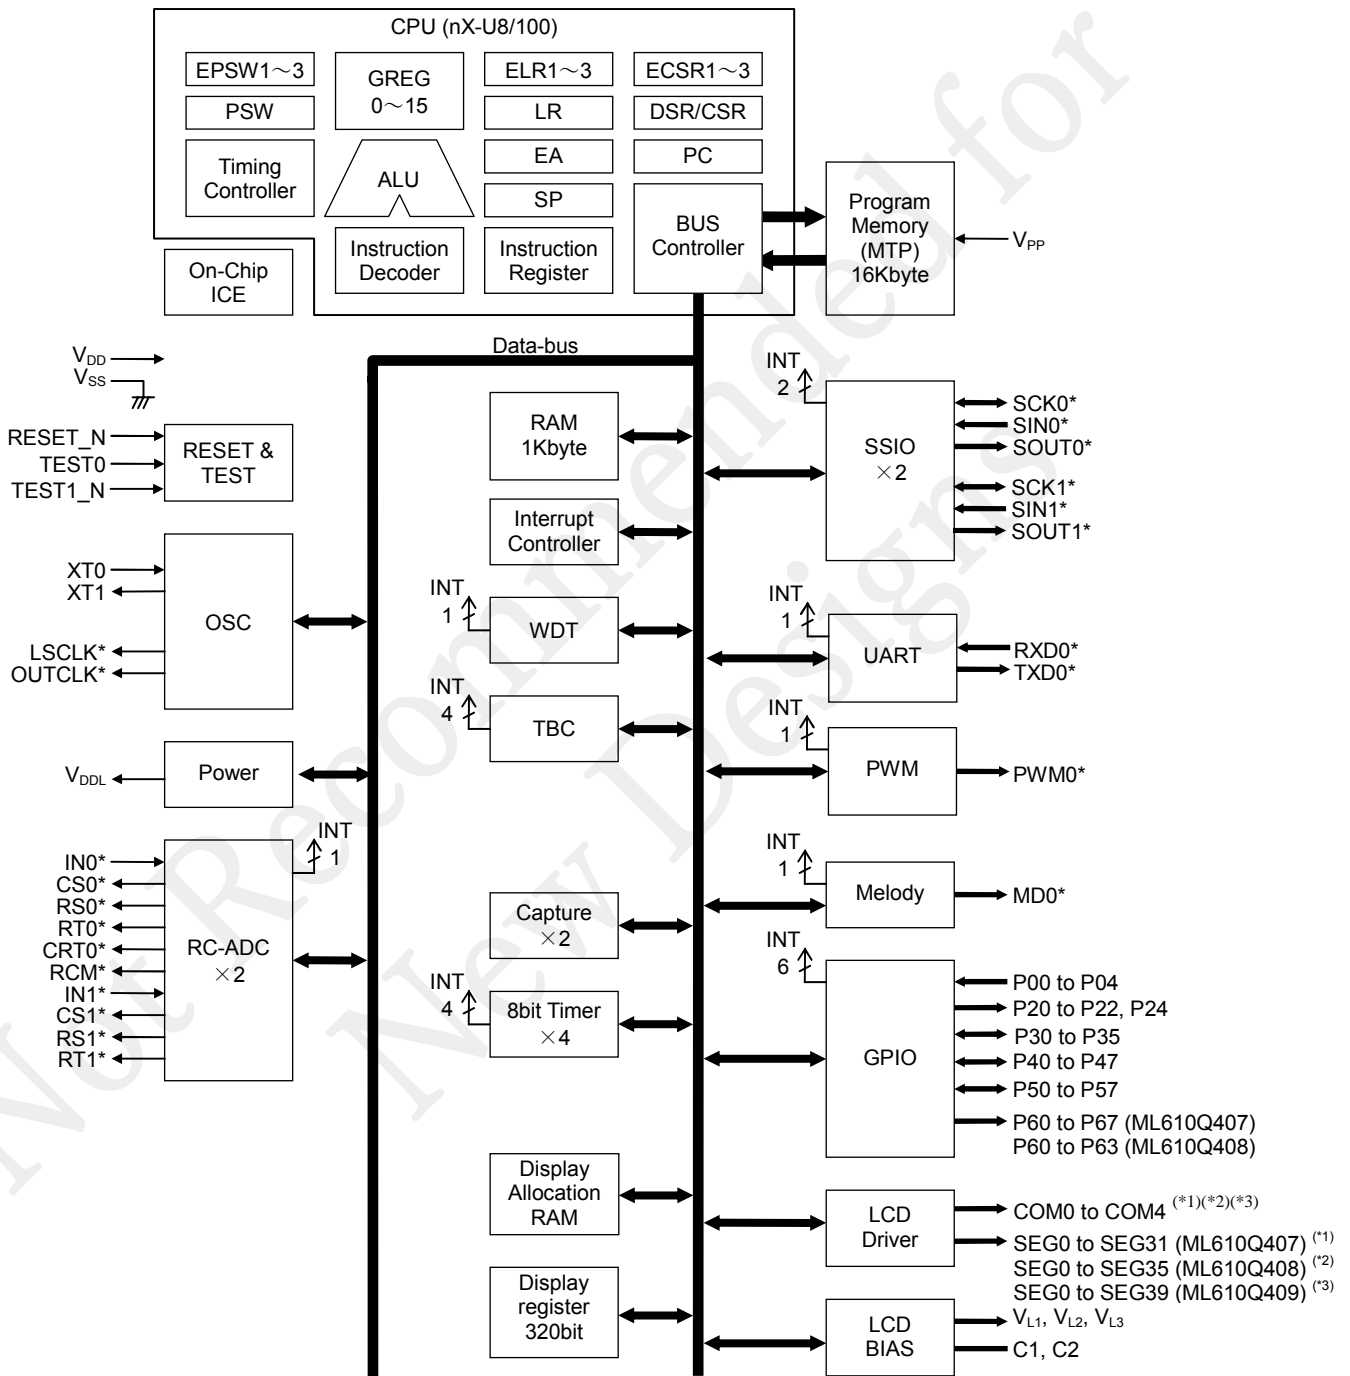 CPU (nX-U8/100)
EPSW1～3
GREG
0～15
ELR1～3
ECSR1～3
PSW
LR
DSR/CSR
Timing
Controller
ALU
EA
PC
SP
BUS
Controller
Program
Memory
(MTP)
16Kbyte
VPP
On-Chip
ICE
Instruction
Decoder
Instruction
Register
Data-bus
VDD
VSS
RESET_N
TEST0
TEST1_N
RESET &
TEST
XT0
XT1
LSCLK*
OUTCLK*
OSC
VDDL
Power
IN0*
CS0*
RS0*
RT0*
CRT0*
RCM*
IN1*
CS1*
RS1*
RT1*
RC-ADC
×2
INT
1
RAM
1Kbyte
Interrupt
Controller
INT
1
WDT
INT
4
TBC
Capture
×2
INT
4
8bit Timer
×4
Display
Allocation
RAM
Display
register
320bit
INT
2
SSIO
×2
SCK0*
SIN0*
SOUT0*
SCK1*
SIN1*
SOUT1*
INT
1
UART
RXD0*
TXD0*
INT
1
PWM
PWM0*
INT
1
Melody
MD0*
INT
6
GPIO
P00 to P04
P20 to P22, P24
P30 to P35
P40 to P47
P50 to P57
P60 to P67 (ML610Q407)
P60 to P63 (ML610Q408)
LCD
Driver
COM0 to COM4 (*1)(*2)(*3)
SEG0 to SEG31 (ML610Q407) (*1)
SEG0 to SEG35 (ML610Q408) (*2)
SEG0 to SEG39 (ML610Q409) (*3)
LCD
BIAS
VL1, VL2, VL3
C1, C2
Not Recommended for
New Designs